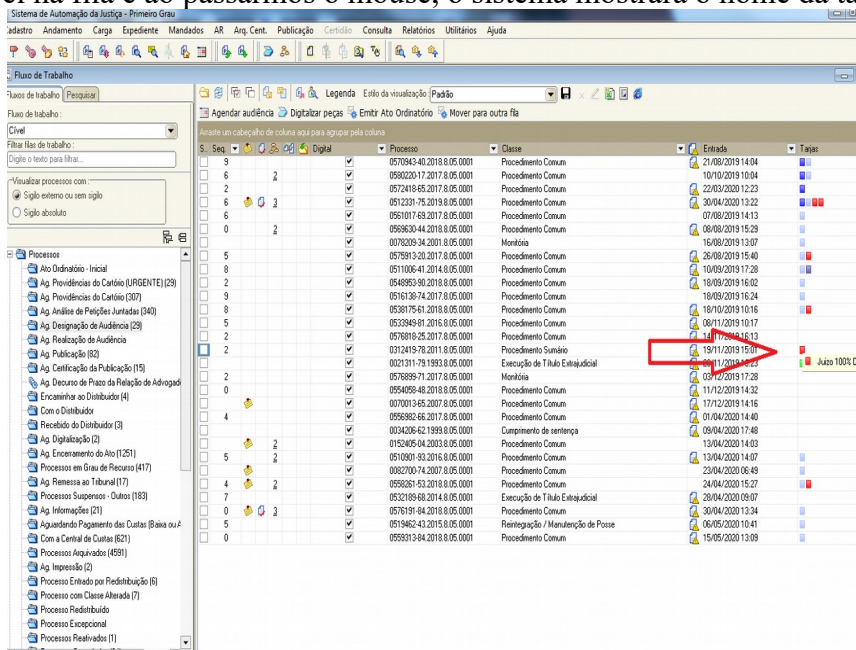 el na fila e ao passarmos o mouse, o sistema mostrará o nome da ta
Sistema de Automação da Justiça - Primeiro Grau
Cadastro Andamento Carga Expediente Mandados AR Arq. Cent. Publicação Certidão Consulta Relatórios Utilitários Ajuda
Fluxo de Trabalho
Fluxos de trabalho Pesquisar
Legenda Estilo da visualização: Padrão
Fluxo de trabalho:
Agendar audiência Digitalizar peças Emitir Ato Ordinatório Mover para outra fila
Cível
Arraste um cabeçalho de coluna aqui para agrupar pela coluna
Filtrar filas de trabalho:
Digite o texto para filtrar...
Visualizar processos com:
Sigilo externo ou sem sigilo
Sigilo absoluto
Processos
Ato Ordinatório - Inicial
Ag. Providências do Cartório (URGENTE) (29)
Ag. Providências do Cartório (307)
Ag. Análise de Petições Juntadas (340)
Ag. Designação de Audiência (29)
Ag. Realização de Audiência
Ag. Publicação (82)
Ag. Certificação da Publicação (15)
Ag. Decurso de Prazo da Relação de Advogad
Encaminhar ao Distribuidor (4)
Com o Distribuidor
Recebido do Distribuidor (3)
Ag. Digitalização (2)
Ag. Encerramento do Ato (1251)
Processos em Grau de Recurso (417)
Ag. Remessa ao Tribunal (17)
Processos Suspensos - Outros (183)
Ag. Informações (21)
Aguardando Pagamento das Custas (Baixa ou A
Com a Central de Custas (621)
Processos Arquivados (4591)
Ag. Impressão (2)
Processo Entrado por Redistribuição (6)
Processo com Classe Alterada (7)
Processo Redistribuído
Processo Excepcional
Processos Reativados (1)
S.. Seq. Digital Processo Classe Entrada Tarjas
9 0570943-40.2018.8.05.0001 Procedimento Comum 21/08/2019 14:04
6 2 0580220-17.2017.8.05.0001 Procedimento Comum 10/10/2019 10:04
2 0572418-65.2017.8.05.0001 Procedimento Comum 22/03/2020 12:23
6 3 0512331-75.2019.8.05.0001 Procedimento Comum 30/04/2020 13:22
6 0561017-69.2017.8.05.0001 Procedimento Comum 07/08/2019 14:13
0 2 0569630-44.2018.8.05.0001 Procedimento Comum 08/08/2019 15:29
0078209-34.2001.8.05.0001 Monitória 16/08/2019 13:07
5 0575913-20.2017.8.05.0001 Procedimento Comum 26/08/2019 15:40
8 0511006-41.2014.8.05.0001 Procedimento Comum 10/09/2019 17:28
2 0548953-90.2018.8.05.0001 Procedimento Comum 18/09/2019 16:02
9 0516138-74.2017.8.05.0001 Procedimento Comum 18/09/2019 16:24
8 0538175-61.2018.8.05.0001 Procedimento Comum 18/10/2019 10:16
5 0533949-81.2016.8.05.0001 Procedimento Comum 08/11/2019 10:17
2 0576818-25.2017.8.05.0001 Procedimento Comum 14/11/2019 16:13
2 0312419-78.2011.8.05.0001 Procedimento Sumário 19/11/2019 15:01
0021311-79.1993.8.05.0001 Execução de Título Extrajudicial
Juizo 100% D
2 0576899-71.2017.8.05.0001 Monitória 03/12/2019 17:28
0 0554058-48.2018.8.05.0001 Procedimento Comum 11/12/2019 14:32
0070013-65.2007.8.05.0001 Procedimento Comum 17/12/2019 14:16
4 0556982-66.2017.8.05.0001 Procedimento Comum 01/04/2020 14:40
0034206-62.1999.8.05.0001 Cumprimento de sentença 09/04/2020 17:48
2 0152405-04.2003.8.05.0001 Procedimento Comum 13/04/2020 14:03
5 2 0510901-93.2016.8.05.0001 Procedimento Comum 13/04/2020 14:07
0082700-74.2007.8.05.0001 Procedimento Comum 23/04/2020 06:49
4 2 0558261-53.2018.8.05.0001 Procedimento Comum 24/04/2020 15:27
7 0532189-68.2014.8.05.0001 Execução de Título Extrajudicial 28/04/2020 09:07
0 3 0576191-84.2018.8.05.0001 Procedimento Comum 30/04/2020 13:34
5 0519462-43.2015.8.05.0001 Reintegração / Manutenção de Posse 06/05/2020 10:41
0 0559313-84.2018.8.05.0001 Procedimento Comum 15/05/2020 13:09